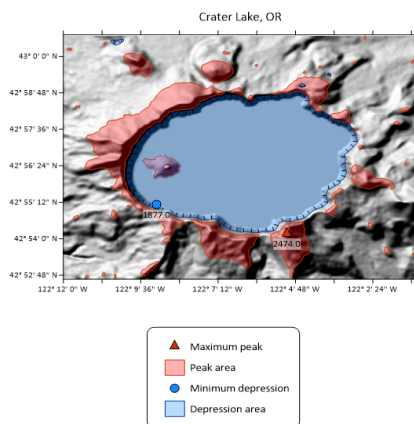 Crater Lake, OR
43° 0' 0" N
42° 58' 48" N
42° 57' 36" N
42° 56' 24" N
42° 55' 12" N
42° 54' 0" N
42° 52' 48" N
1877.0
2474.0
122° 12' 0" W
122° 9' 36" W
122° 7' 12" W
122° 4' 48" W
122° 2' 24" W
Maximum peak
Peak area
Minimum depression
Depression area